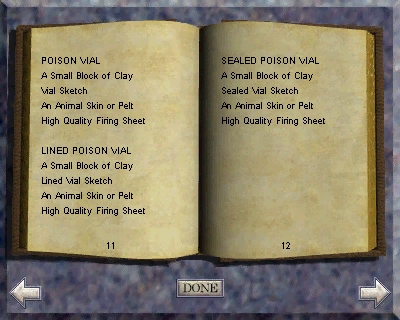 POISON VIAL
A Small Block of Clay
Vial Sketch
An Animal Skin or Pelt
High Quality Firing Sheet
LINED POISON VIAL
A Small Block of Clay
Lined Vial Sketch
An Animal Skin or Pelt
High Quality Firing Sheet
11
SEALED POISON VIAL
A Small Block of Clay
Sealed Vial Sketch
An Animal Skin or Pelt
High Quality Firing Sheet
12
DONE